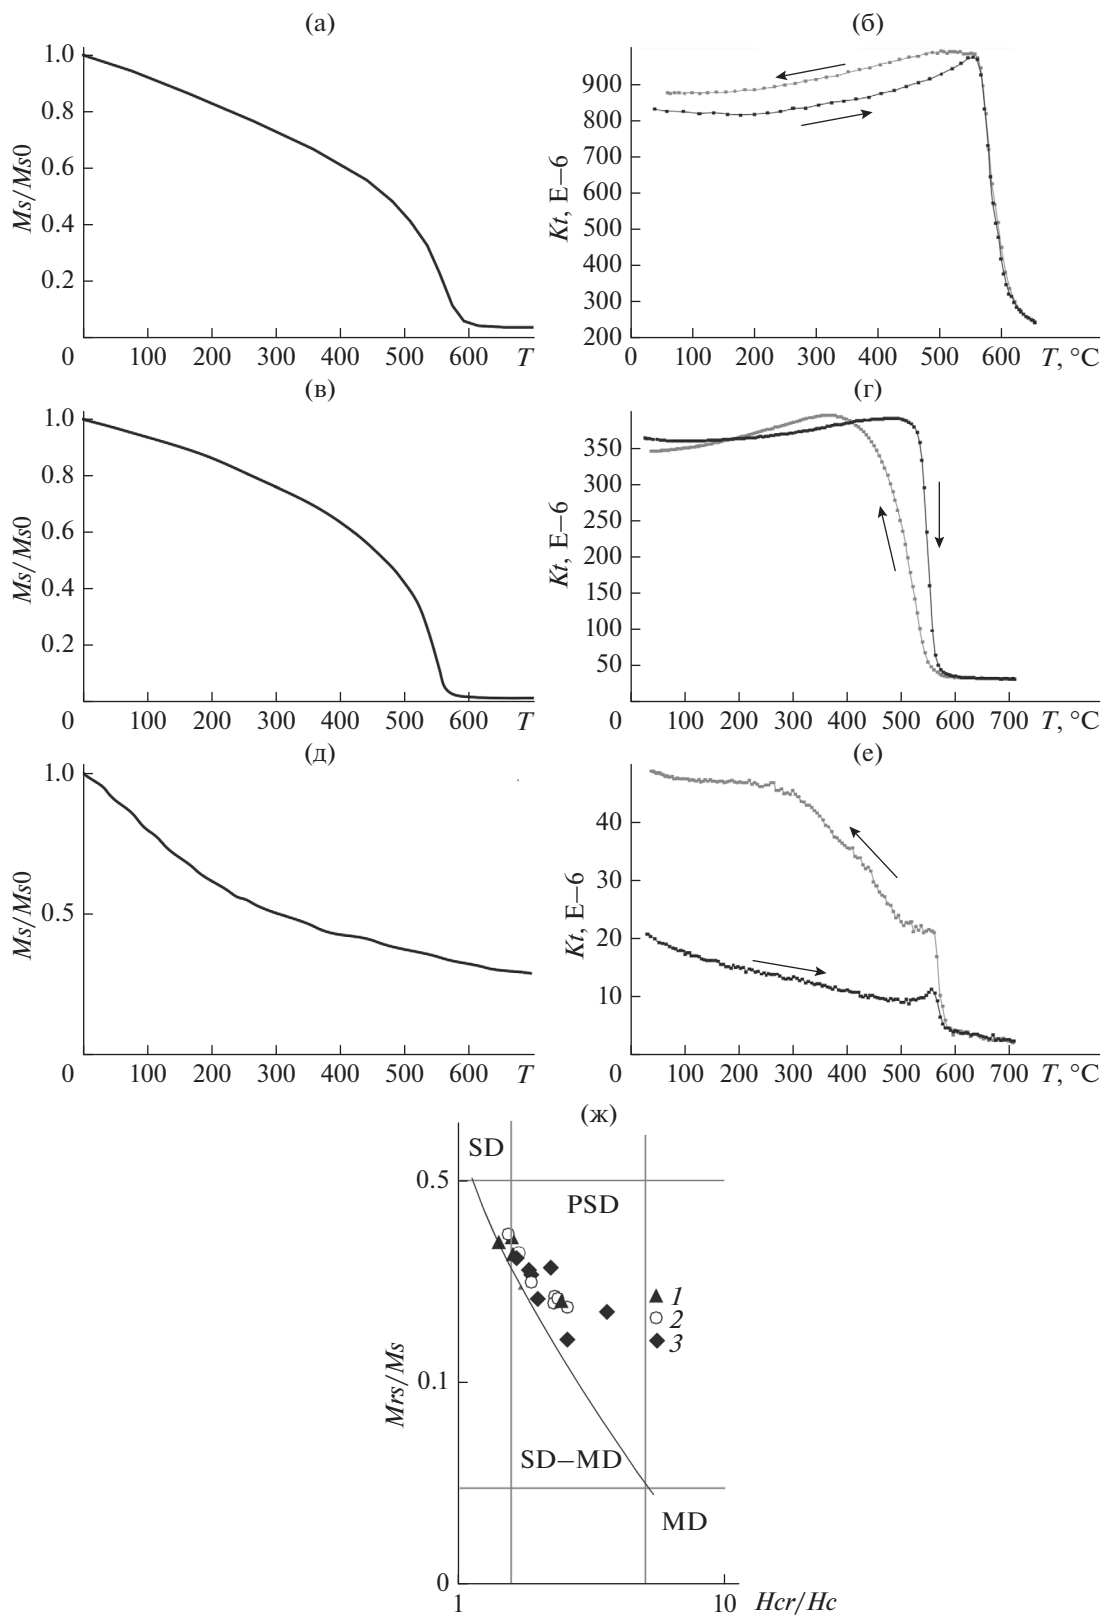 (а)
1.0
0.8
0.6
0.4
0.2
Ms/Ms0
0 100 200 300 400 500 600 T
(б)
900
800
700
600
500
400
300
200
Kt, E–6
0 100 200 300 400 500 600 T, °C
(в)
1.0
0.8
0.6
0.4
0.2
Ms/Ms0
0 100 200 300 400 500 600 T
(г)
350
300
250
200
150
100
50
Kt, E–6
0 100 200 300 400 500 600 700 T, °C
(д)
1.0
0.5
Ms/Ms0
0 100 200 300 400 500 600 T
(е)
40
30
20
10
Kt, E–6
0 100 200 300 400 500 600 700 T, °C
(ж)
SD
0.5
PSD
1
2
3
0.1
Mrs/Ms
SD–MD
MD
0
1 10 Hcr/Hc